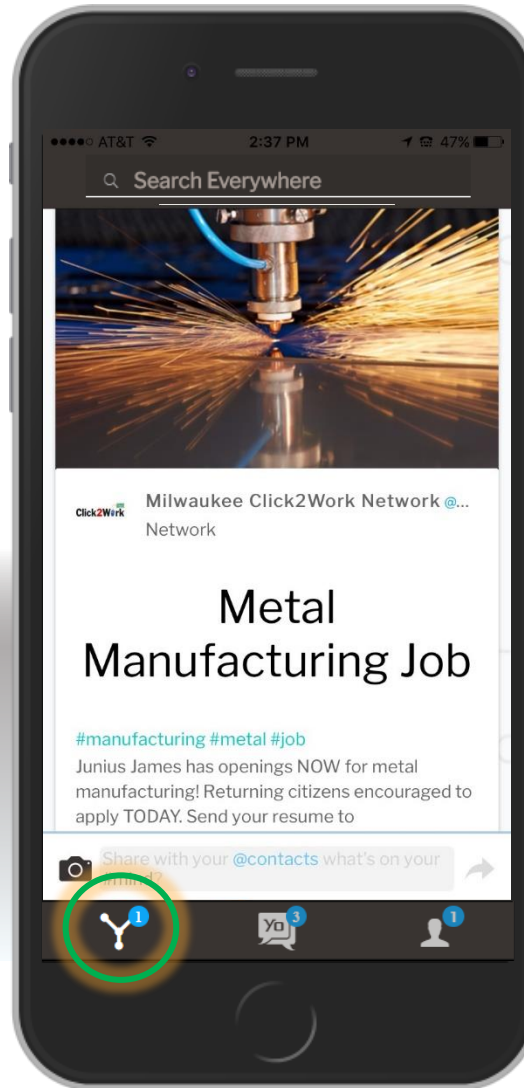 AT&T 2:37 PM 47%
Search Everywhere
Click2Work Milwaukee Click2Work Network @...
Network
Metal
Manufacturing Job
#manufacturing #metal #job
Junius James has openings NOW for metal
manufacturing! Returning citizens encouraged to
apply TODAY. Send your resume to
Share with your @contacts what's on your
#mind?
1 Yo 3 1